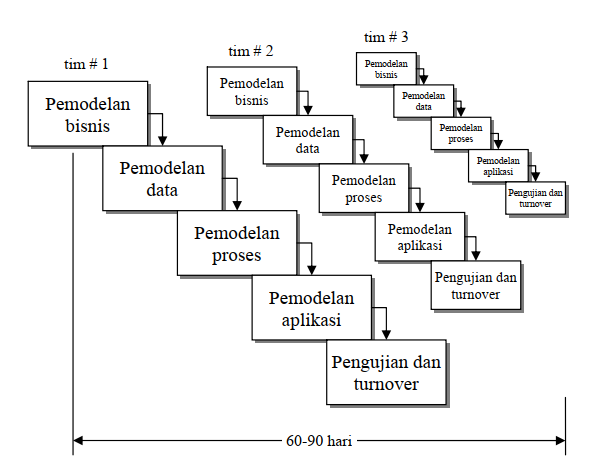 tim # 1
Pemodelan
bisnis
Pemodelan
data
Pemodelan
proses
Pemodelan
aplikasi
Pengujian dan
turnover
tim # 2
Pemodelan
bisnis
Pemodelan
data
Pemodelan
proses
Pemodelan
aplikasi
Pengujian dan
turnover
tim # 3
Pemodelan
bisnis
Pemodelan
data
Pemodelan
proses
Pemodelan
aplikasi
Pengujian dan
turnover
60-90 hari